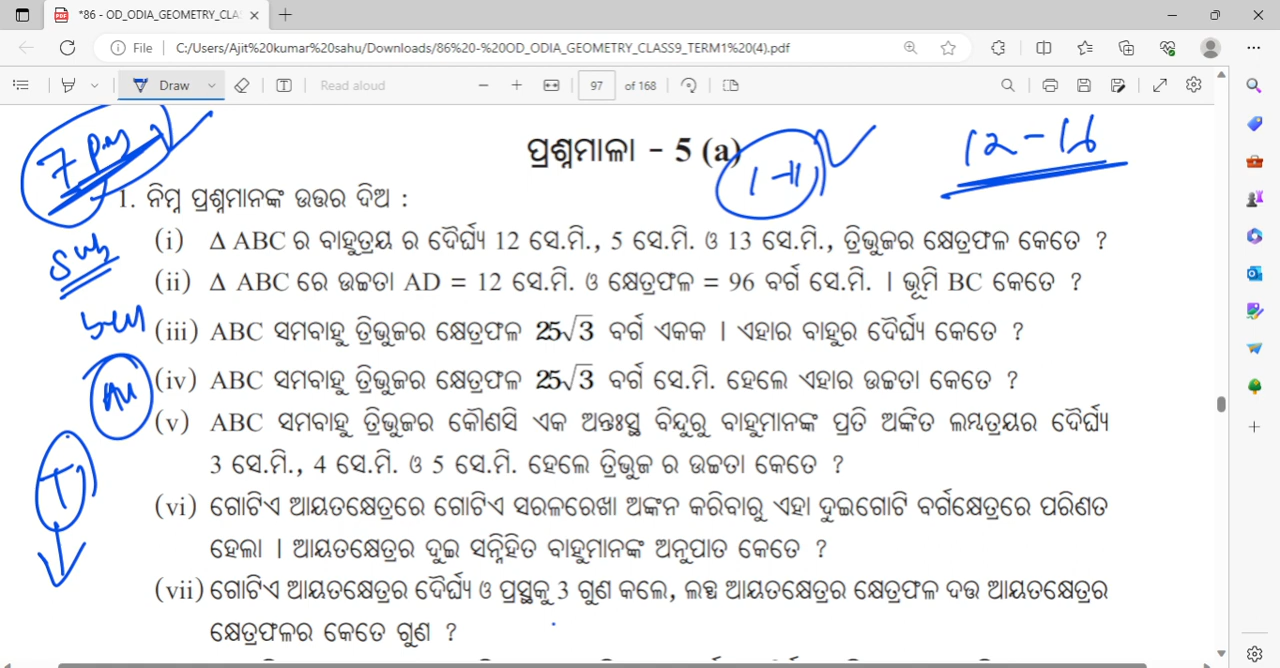 *86 - OD_ODIA_GEOMETRY_CLA
File C:/Users/Ajit%20kumar%20sahu/Downloads/86%20-%20OD_ODIA_GEOMETRY_CLASS9_TERM1%20(4).pdf
Draw Read aloud 97 of 168
7
12-16
ପ୍ରଶ୍ନମାଳା - 5 (a)
1. ନିମ୍ନ ପ୍ରଶ୍ନମାନଙ୍କ ଉତ୍ତର ଦିଅ :
Sub
(i) Δ ABC ର ବାହୁତ୍ରୟ ର ଦୈର୍ଘ୍ୟ 12 ସେ.ମି., 5 ସେ.ମି. ଓ 13 ସେ.ମି., ତ୍ରିଭୁଜର କ୍ଷେତ୍ରଫଳ କେତେ ?
(ii) Δ ABC ରେ ଉଚ୍ଚତା AD = 12 ସେ.ମି. ଓ କ୍ଷେତ୍ରଫଳ = 96 ବର୍ଗ ସେ.ମି. । ଭୂମି BC କେତେ ?
(iii) ABC ସମବାହୁ ତ୍ରିଭୁଜର କ୍ଷେତ୍ରଫଳ 25√3 ବର୍ଗ ଏକକ । ଏହାର ବାହୁର ଦୈର୍ଘ୍ୟ କେତେ ?
(iv) ABC ସମବାହୁ ତ୍ରିଭୁଜର କ୍ଷେତ୍ରଫଳ 25√3 ବର୍ଗ ସେ.ମି. ହେଲେ ଏହାର ଉଚ୍ଚତା କେତେ ?
(v) ABC ସମବାହୁ ତ୍ରିଭୁଜର କୌଣସି ଏକ ଅନ୍ତଃସ୍ଥ ବିନ୍ଦୁରୁ ବାହୁମାନଙ୍କ ପ୍ରତି ଅଙ୍କିତ ଲମ୍ବତ୍ରୟର ଦୈର୍ଘ୍ୟ
3 ସେ.ମି., 4 ସେ.ମି. ଓ 5 ସେ.ମି. ହେଲେ ତ୍ରିଭୁଜ ର ଉଚ୍ଚତା କେତେ ?
T
(vi) ଗୋଟିଏ ଆୟତକ୍ଷେତ୍ରରେ ଗୋଟିଏ ସରଳରେଖା ଅଙ୍କନ କରିବାରୁ ଏହା ଦୁଇଗୋଟି ବର୍ଗକ୍ଷେତ୍ରରେ ପରିଣତ
ହେଲା । ଆୟତକ୍ଷେତ୍ରର ଦୁଇ ସନ୍ନିହିତ ବାହୁମାନଙ୍କ ଅନୁପାତ କେତେ ?
(vii) ଗୋଟିଏ ଆୟତକ୍ଷେତ୍ରର ଦୈର୍ଘ୍ୟ ଓ ପ୍ରସ୍ଥକୁ 3 ଗୁଣ କଲେ, ଲବ୍ଧ ଆୟତକ୍ଷେତ୍ରର କ୍ଷେତ୍ରଫଳ ଦତ୍ତ ଆୟତକ୍ଷେତ୍ରର
କ୍ଷେତ୍ରଫଳର କେତେ ଗୁଣ ?